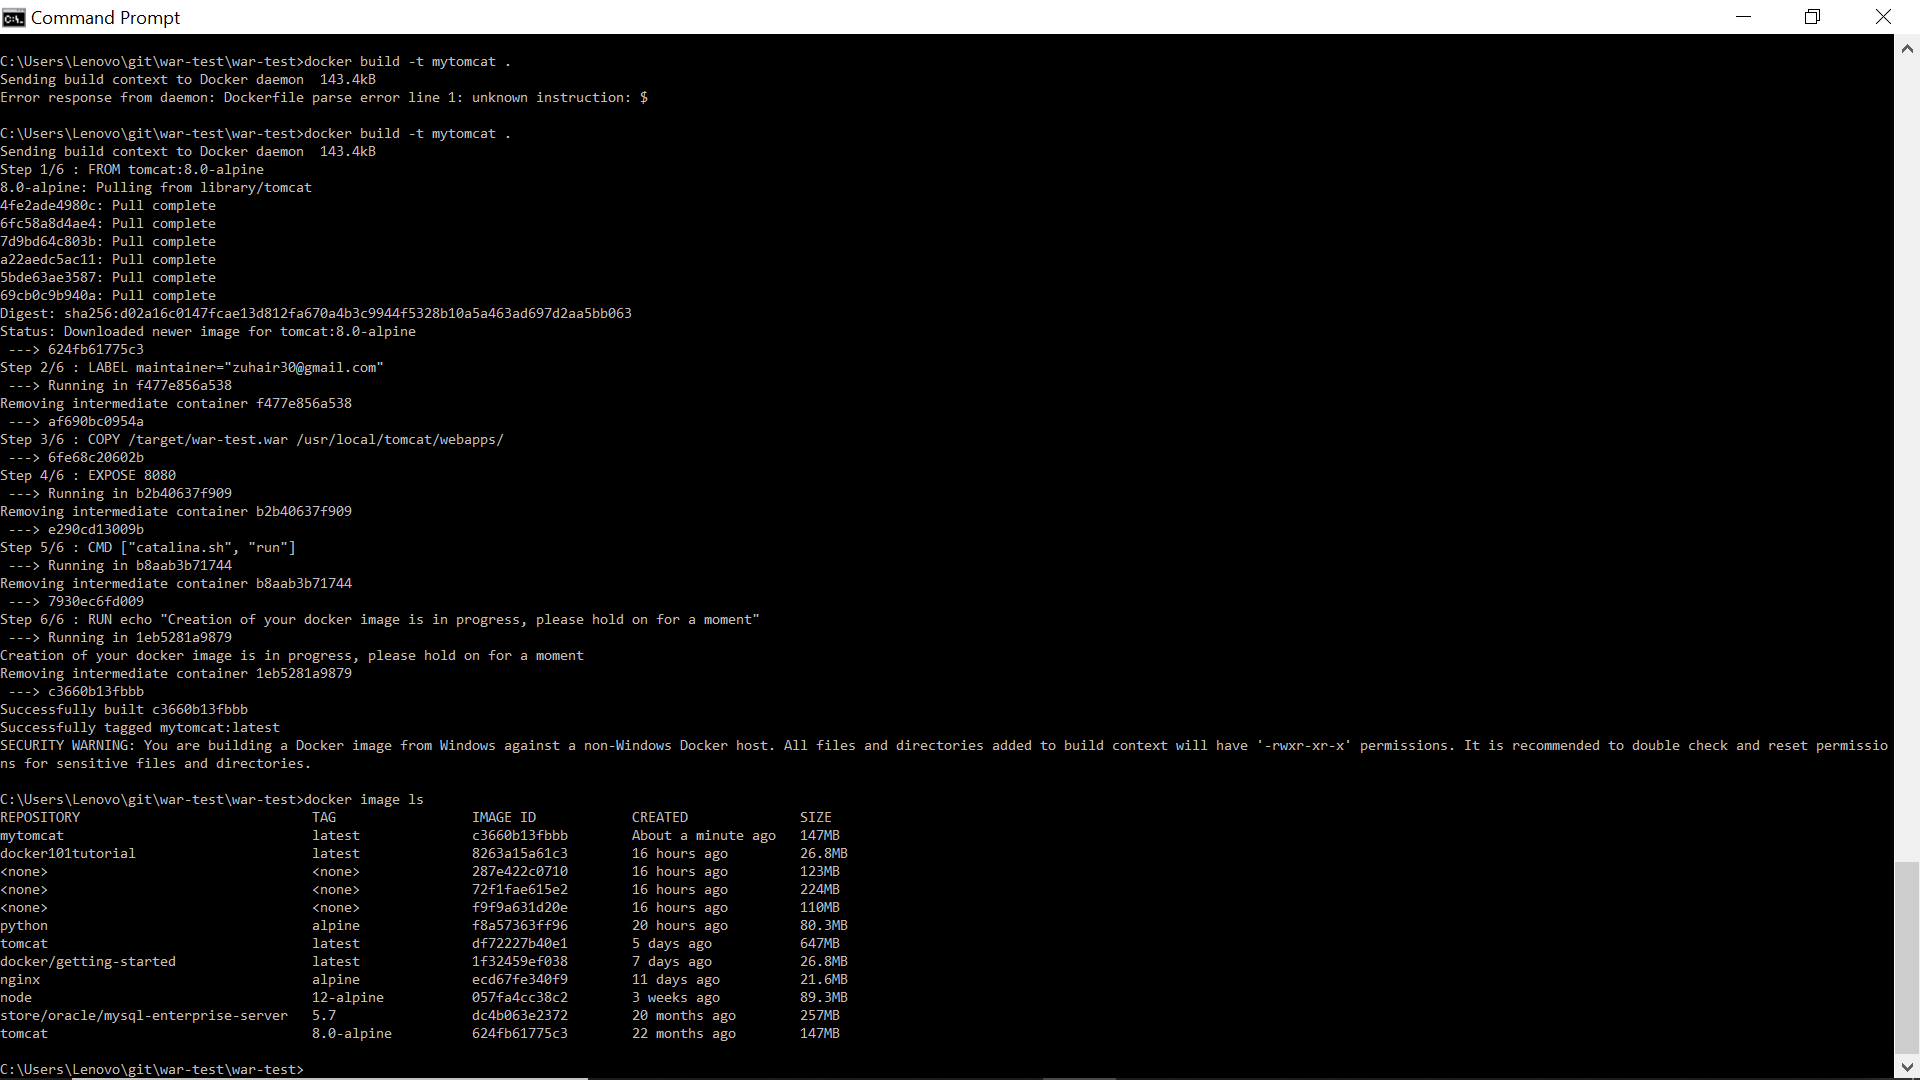 Command Prompt
C:\Users\Lenovo\git\war-test\war-test>docker build -t mytomcat .
Sending build context to Docker daemon  143.4kB
Error response from daemon: Dockerfile parse error line 1: unknown instruction: $
C:\Users\Lenovo\git\war-test\war-test>docker build -t mytomcat .
Sending build context to Docker daemon  143.4kB
Step 1/6 : FROM tomcat:8.0-alpine
8.0-alpine: Pulling from library/tomcat
4fe2ade4980c: Pull complete
6fc58a8d4ae4: Pull complete
7d9bd64c803b: Pull complete
a22aedc5ac11: Pull complete
5bde63ae3587: Pull complete
69cb0c9b940a: Pull complete
Digest: sha256:d02a16c0147fcae13d812fa670a4b3c9944f5328b10a5a463ad697d2aa5bb063
Status: Downloaded newer image for tomcat:8.0-alpine
 ---> 624fb61775c3
Step 2/6 : LABEL maintainer="zuhair30@gmail.com"
 ---> Running in f477e856a538
Removing intermediate container f477e856a538
 ---> af690bc0954a
Step 3/6 : COPY /target/war-test.war /usr/local/tomcat/webapps/
 ---> 6fe68c20602b
Step 4/6 : EXPOSE 8080
 ---> Running in b2b40637f909
Removing intermediate container b2b40637f909
 ---> e290cd13009b
Step 5/6 : CMD ["catalina.sh", "run"]
 ---> Running in b8aab3b71744
Removing intermediate container b8aab3b71744
 ---> 7930ec6fd009
Step 6/6 : RUN echo "Creation of your docker image is in progress, please hold on for a moment"
 ---> Running in 1eb5281a9879
Creation of your docker image is in progress, please hold on for a moment
Removing intermediate container 1eb5281a9879
 ---> c3660b13fbbb
Successfully built c3660b13fbbb
Successfully tagged mytomcat:latest
SECURITY WARNING: You are building a Docker image from Windows against a non-Windows Docker host. All files and directories added to build context will have '-rwxr-xr-x' permissions. It is recommended to double check and reset permissio
ns for sensitive files and directories.
C:\Users\Lenovo\git\war-test\war-test>docker image ls
REPOSITORY                             TAG                 IMAGE ID            CREATED              SIZE
mytomcat                               latest              c3660b13fbbb        About a minute ago   147MB
docker101tutorial                      latest              8263a15a61c3        16 hours ago         26.8MB
<none>                                 <none>              287e422c0710        16 hours ago         123MB
<none>                                 <none>              72f1fae615e2        16 hours ago         224MB
<none>                                 <none>              f9f9a631d20e        16 hours ago         110MB
python                                 alpine              f8a57363ff96        20 hours ago         80.3MB
tomcat                                 latest              df72227b40e1        5 days ago           647MB
docker/getting-started                 latest              1f32459ef038        7 days ago           26.8MB
nginx                                  alpine              ecd67fe340f9        11 days ago          21.6MB
node                                   12-alpine           057fa4cc38c2        3 weeks ago          89.3MB
store/oracle/mysql-enterprise-server   5.7                 dc4b063e2372        20 months ago        257MB
tomcat                                 8.0-alpine          624fb61775c3        22 months ago        147MB
C:\Users\Lenovo\git\war-test\war-test>